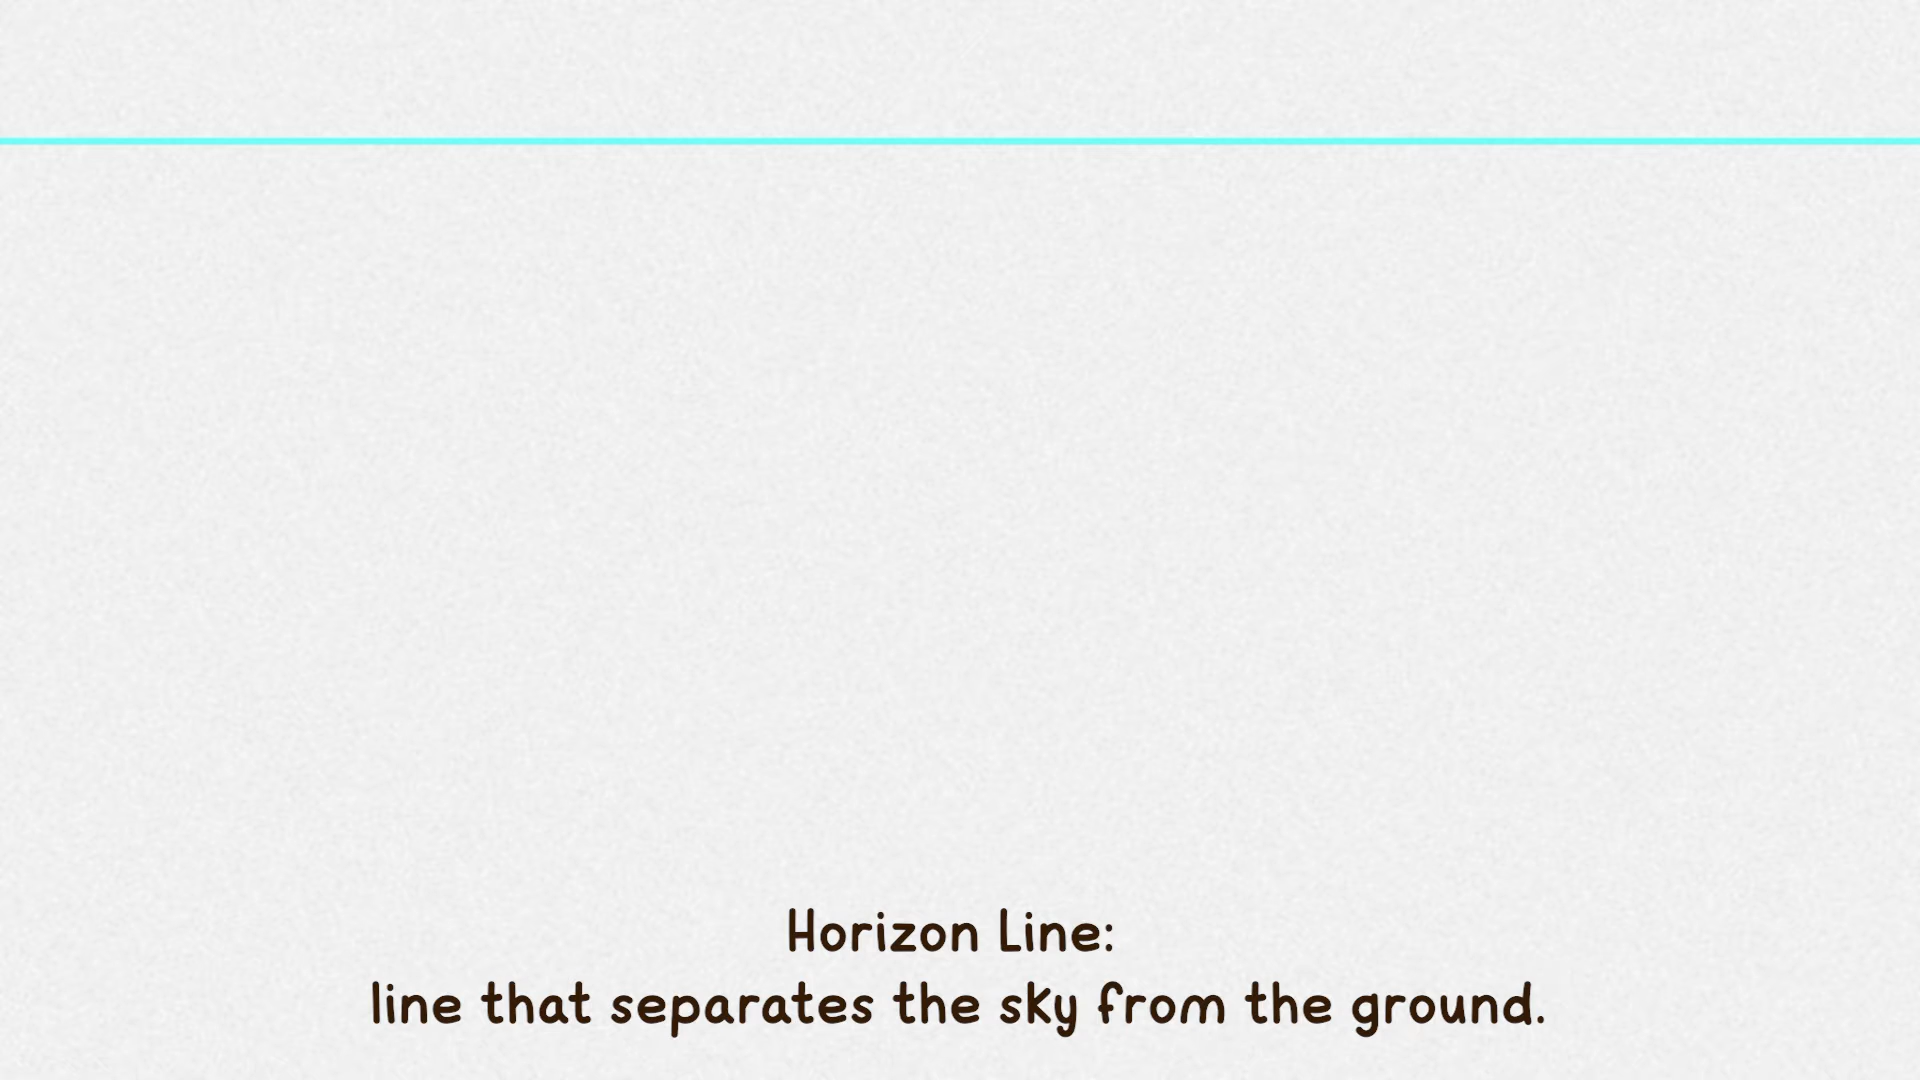 Horizon Line:
line that separates the sky from the ground.